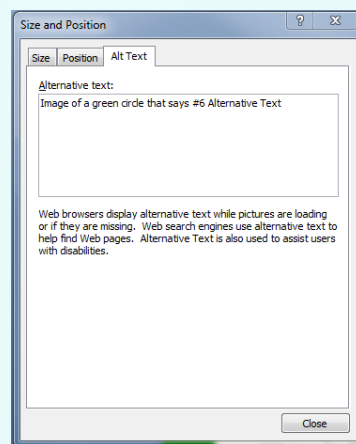 Size and Position
Size Position Alt Text
Alternative text:
Image of a green circle that says #6 Alternative Text
Web browsers display alternative text while pictures are loading
or if they are missing. Web search engines use alternative text to
help find Web pages. Alternative Text is also used to assist users
with disabilities.
Close